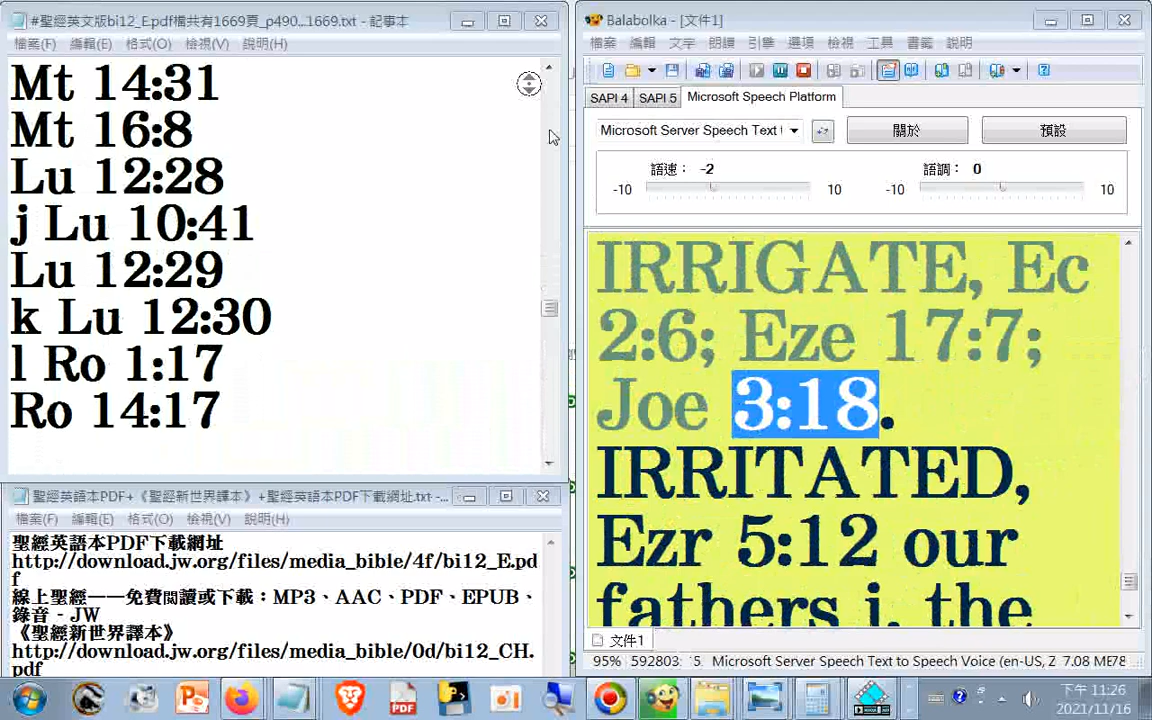 #聖經英文版bi12_E.pdf檔共有1669頁_p490...1669.txt - 記事本
檔案(F) 編輯(E) 格式(O) 檢視(V) 說明(H)
Mt 14:31
Mt 16:8
Lu 12:28
j Lu 10:41
Lu 12:29
k Lu 12:30
l Ro 1:17
Ro 14:17
聖經英語本PDF+《聖經新世界譯本》+聖經英語本PDF下載網址.txt -...
檔案(F) 編輯(E) 格式(O) 檢視(V) 說明(H)
聖經英語本PDF下載網址
http://download.jw.org/files/media_bible/4f/bi12_E.pd
f
線上聖經——免費閱讀或下載：MP3、AAC、PDF、EPUB、
錄音 - JW
《聖經新世界譯本》
http://download.jw.org/files/media_bible/0d/bi12_CH.
pdf
Balabolka - [文件1]
檔案 編輯 文字 朗讀 引擎 選項 檢視 工具 書籤 說明
SAPI 4 SAPI 5 Microsoft Speech Platform
Microsoft Server Speech Text 關於 預設
語速： -2 語調： 0
-10 10 -10 10
IRRIGATE, Ec
2:6; Eze 17:7;
Joe 3:18.
IRRITATED,
Ezr 5:12 our
fathers i. the
文件1
95% 592803 : 5. Microsoft Server Speech Text to Speech Voice (en-US, Z 7.08 ME78
PDF
下午 11:26
2021/11/16